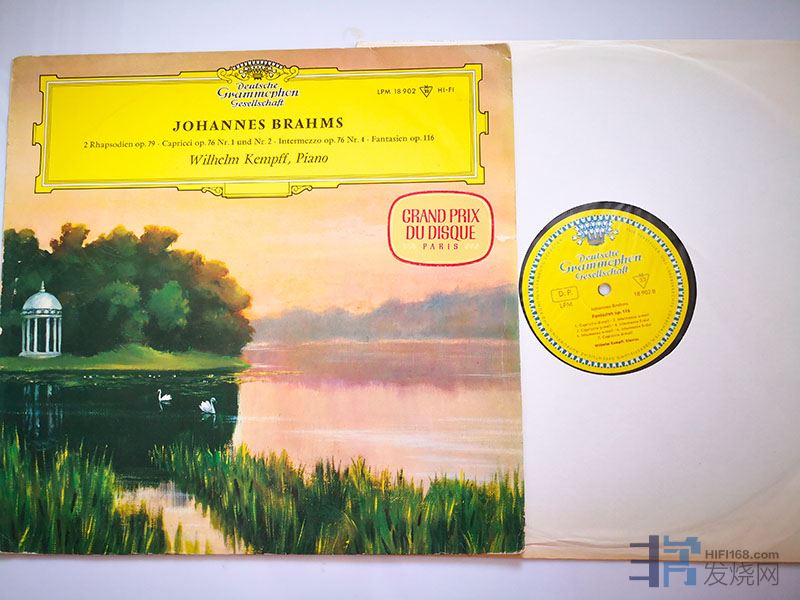 Deutsche
Grammophon
Gesellschaft
LPM 18 902 HI-FI
JOHANNES BRAHMS
2 Rhapsodien op. 79 · Capricci op. 76 Nr. 1 und Nr. 2 · Intermezzo op. 76 Nr. 4 · Fantasien op. 116
Wilhelm Kempff, Piano
GRAND PRIX
DU DISQUE
PARIS
Deutsche
Grammophon
Gesellschaft
D.P.
LPM
33
18 902 B
Johannes Brahms
Fantasien op. 116
Wilhelm Kempff, Klavier
HIFI168.com
发烧网